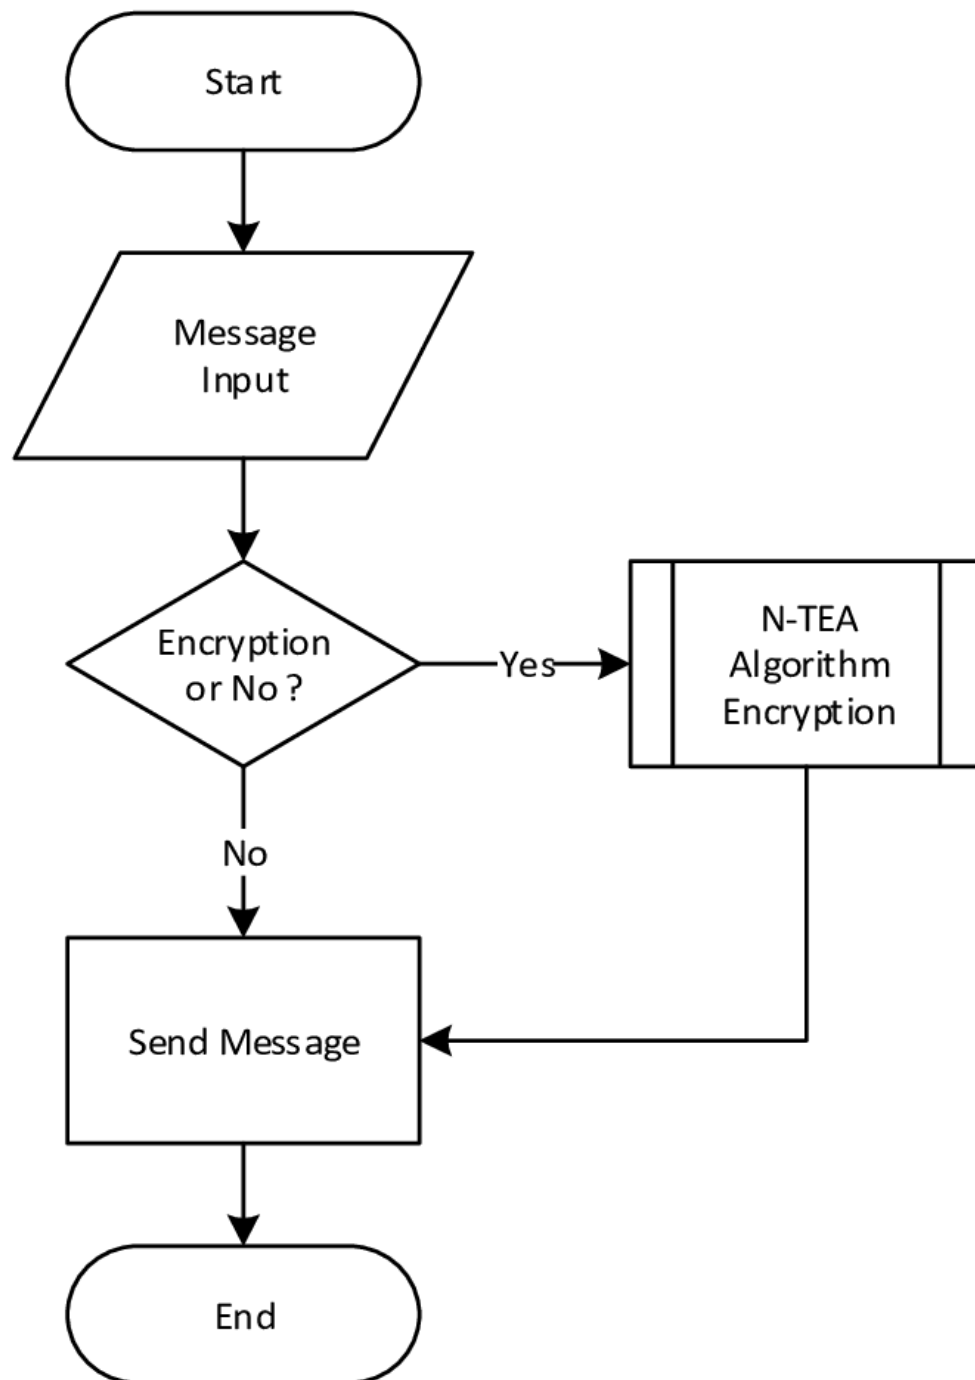 Start
Message
Input
Encryption
or No ?
Yes
N-TEA
Algorithm
Encryption
No
Send Message
End